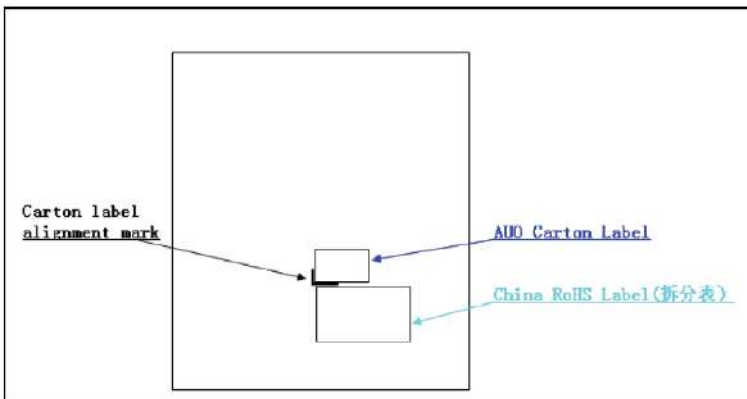 Carton label
alignment mark
AUO Carton Label
China RoHS Label(拆分表)